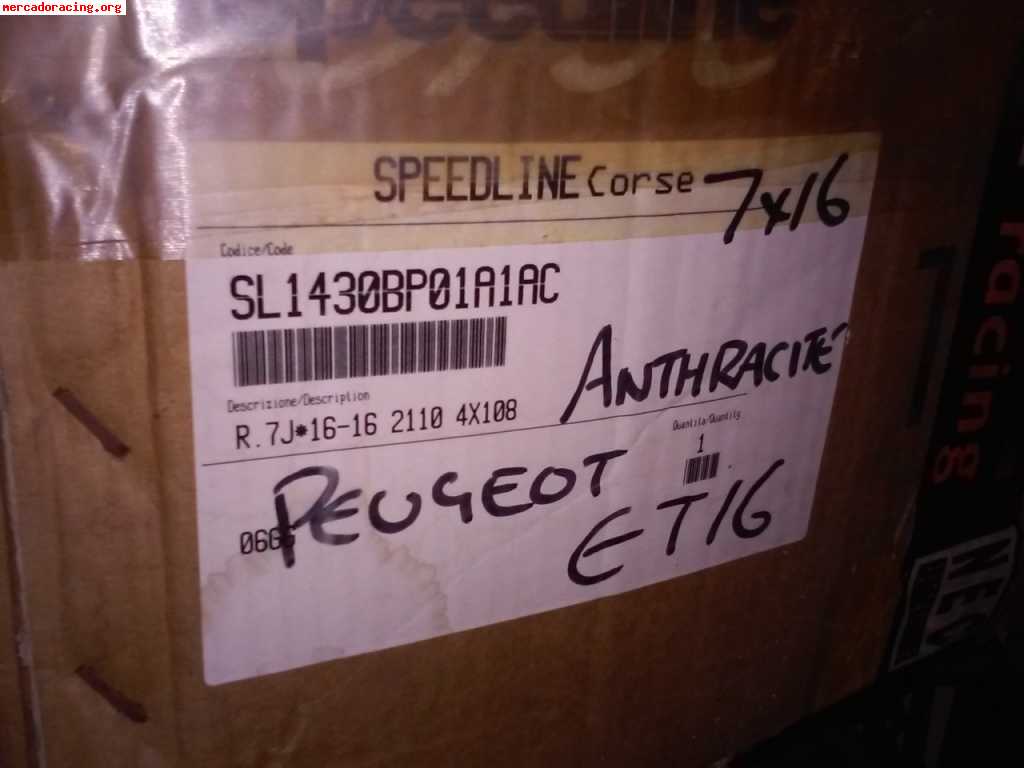 mercadoracing.org
Speedline
SPEEDLINE Corse 7x16
Codice/Code
SL1430BP01A1AC
ANTHRACITE
Descrizione/Description
R.7J*16-16 2110 4X108
Quantita/Quantity
1
PEUGEOT
ET16
racing